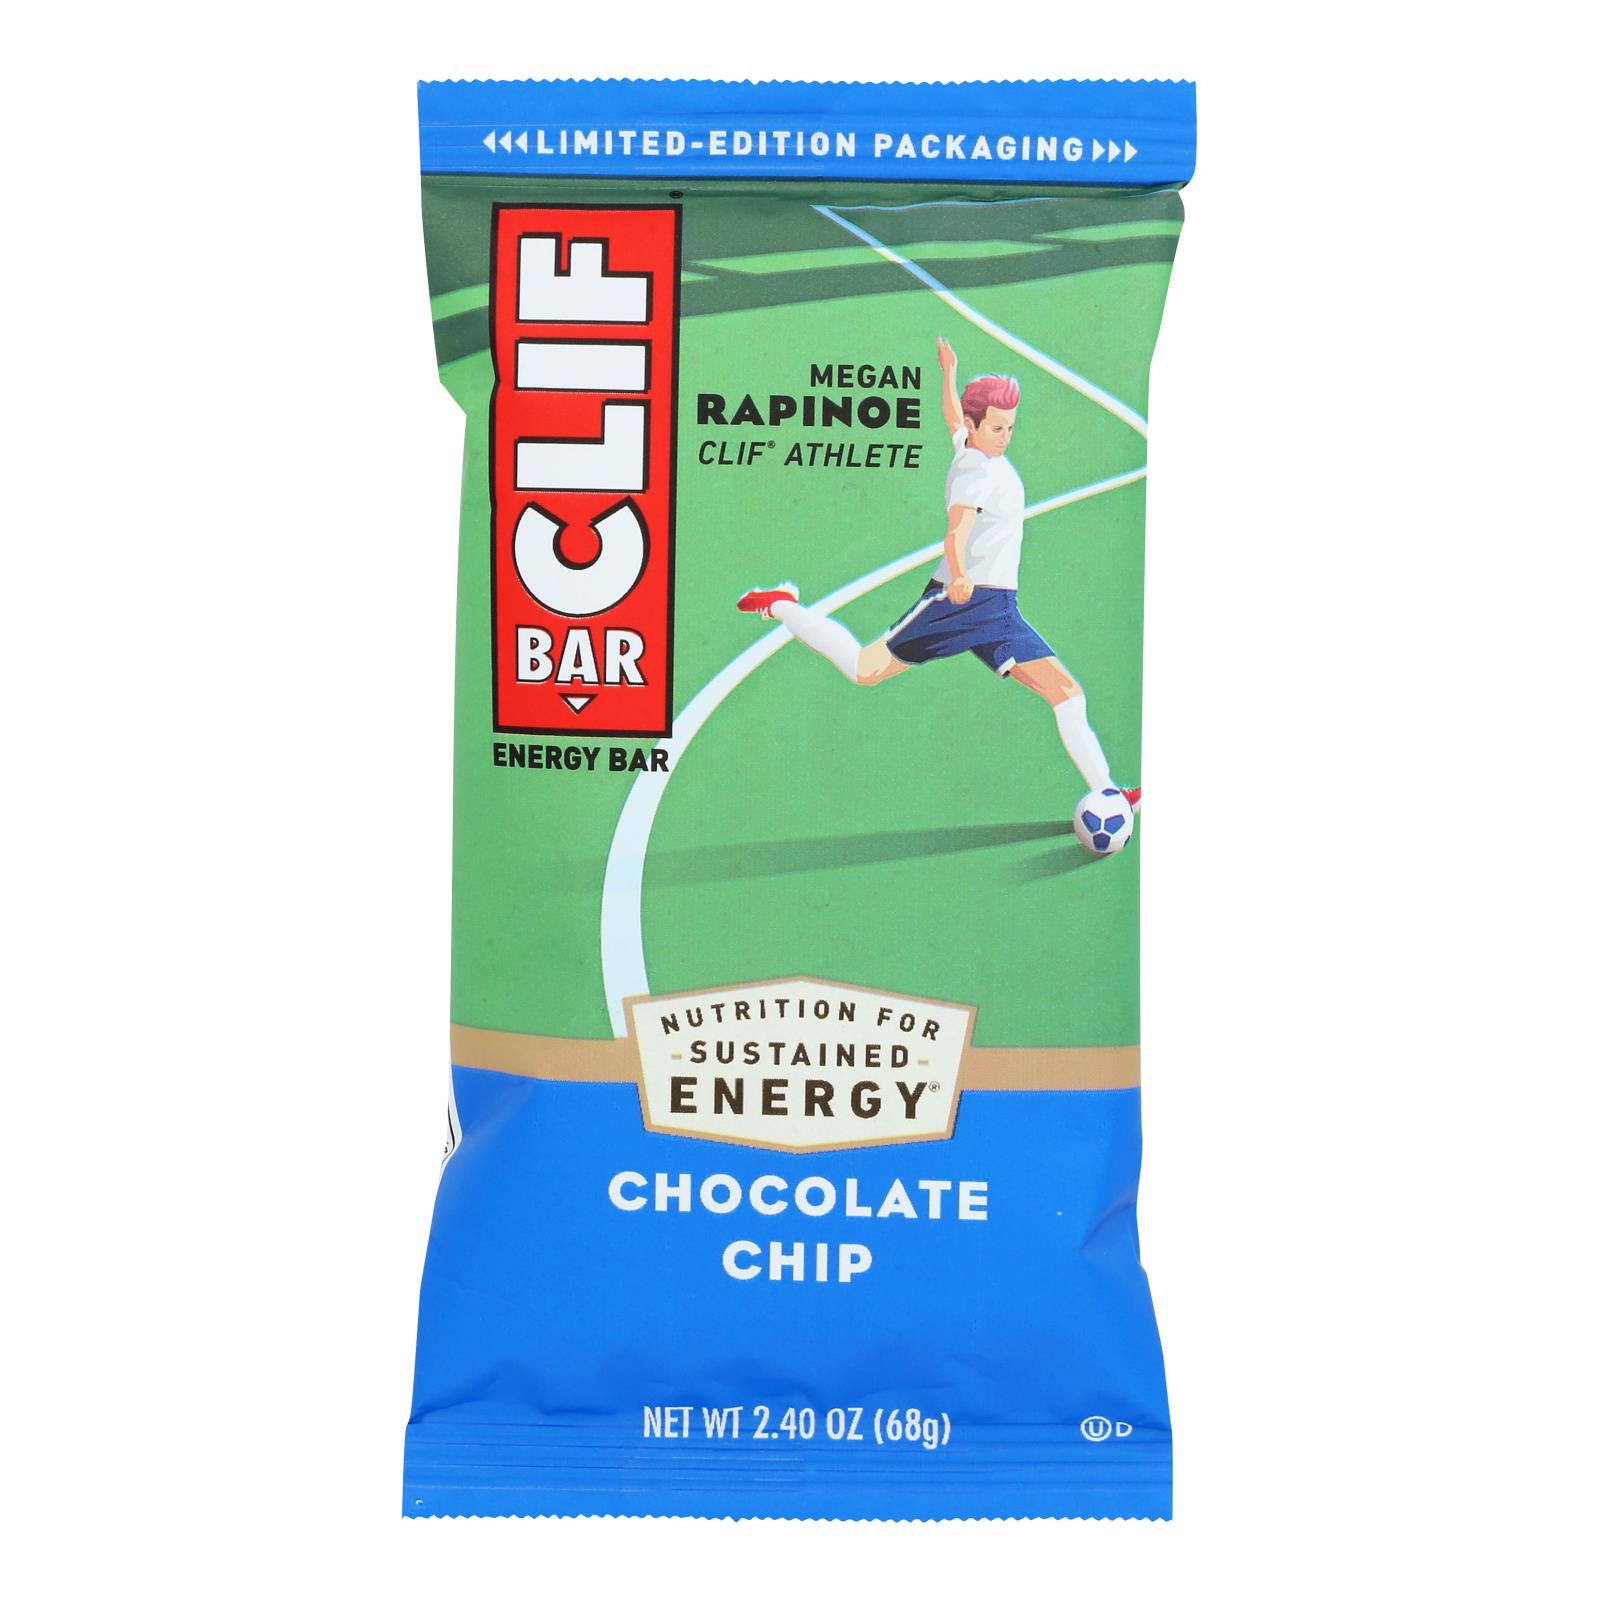 LIMITED-EDITION PACKAGING
CLIF
BAR
®
ENERGY BAR
MEGAN
RAPINOE
CLIF® ATHLETE
NUTRITION FOR
-SUSTAINED-
ENERGY®
CHOCOLATE
CHIP
NET WT 2.40 OZ (68g)
U D